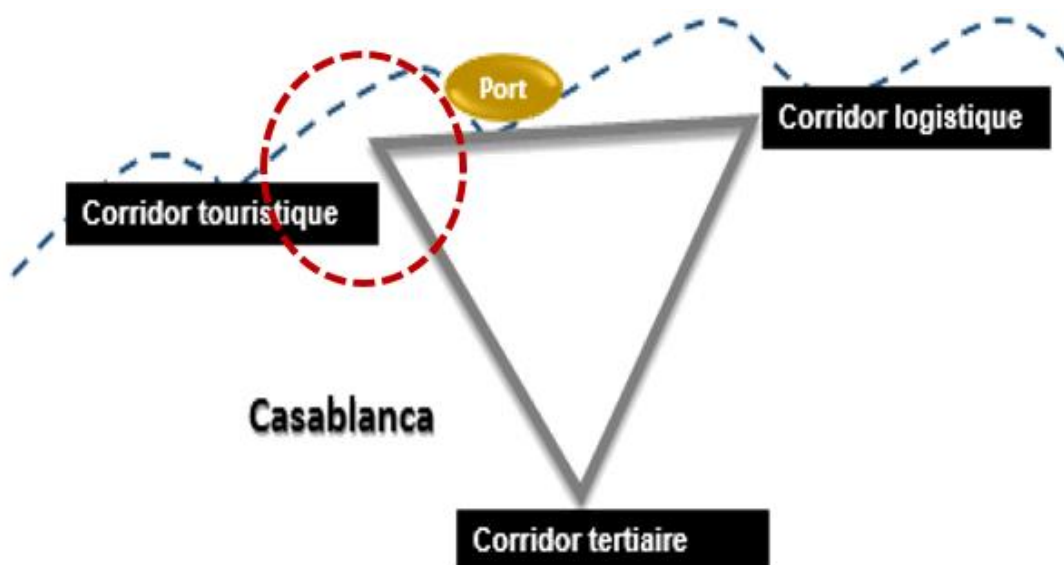 Port
Corridor logistique
Corridor touristique
Casablanca
Corridor tertiaire